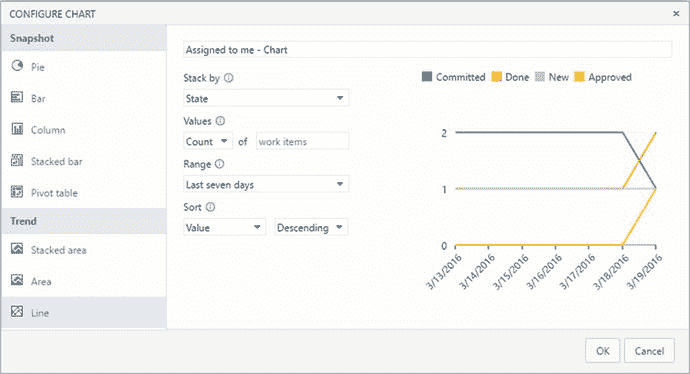 CONFIGURE CHART
Snapshot
Pie
Bar
Column
Stacked bar
Pivot table
Trend
Stacked area
Area
Line
Assigned to me - Chart
Stack by
State
Values
Count of work items
Range
Last seven days
Sort
Value Descending
Committed Done New Approved
2
1
0
3/13/2016 3/14/2016 3/15/2016 3/16/2016 3/17/2016 3/18/2016 3/19/2016
OK Cancel